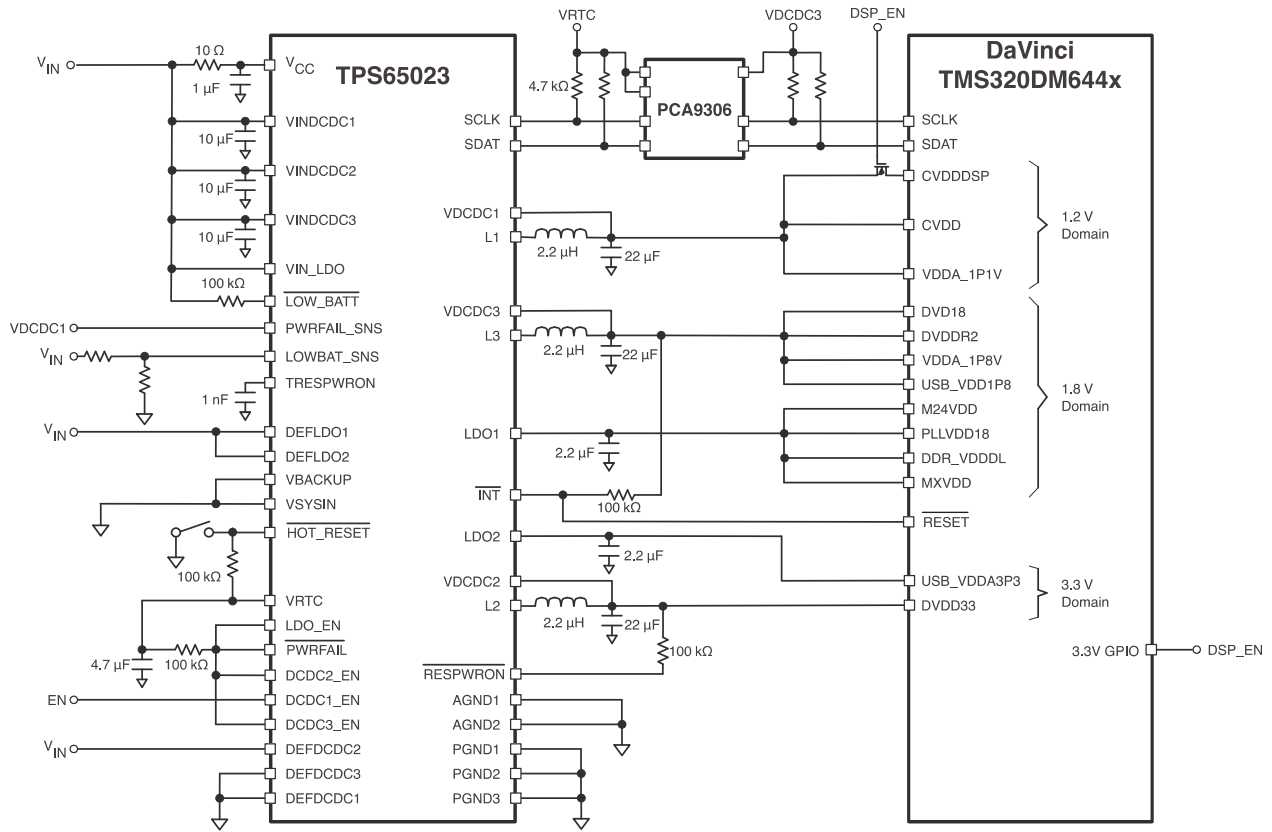 VRTC
VDCDC3
DSP_EN
VIN
10 Ω
1 μF
VCC
TPS65023
4.7 kΩ
PCA9306
DaVinci
TMS320DM644x
10 μF
VINDCDC1
SCLK
SCLK
SDAT
SDAT
10 μF
VINDCDC2
CVDDDSP
10 μF
VINDCDC3
VDCDC1
L1
2.2 μH
22 μF
CVDD
1.2 V
Domain
VIN_LDO
VDDA_1P1V
100 kΩ
LOW_BATT
VDCDC1
PWRFAIL_SNS
VDCDC3
L3
2.2 μH
22 μF
DVD18
DVDDR2
VIN
LOWBAT_SNS
VDDA_1P8V
TRESPWRON
1 nF
USB_VDD1P8
1.8 V
Domain
M24VDD
VIN
DEFLDO1
LDO1
2.2 μF
PLLVDD18
DEFLDO2
DDR_VDDDL
VBACKUP
MXVDD
VSYSIN
INT
100 kΩ
RESET
HOT_RESET
LDO2
2.2 μF
100 kΩ
VDCDC2
USB_VDDA3P3
3.3 V
Domain
VRTC
L2
2.2 μH
22 μF
DVDD33
LDO_EN
4.7 μF
100 kΩ
PWRFAIL
100 kΩ
3.3V GPIO
DSP_EN
DCDC2_EN
RESPWRON
EN
DCDC1_EN
AGND1
DCDC3_EN
AGND2
VIN
DEFDCDC2
PGND1
DEFDCDC3
PGND2
DEFDCDC1
PGND3